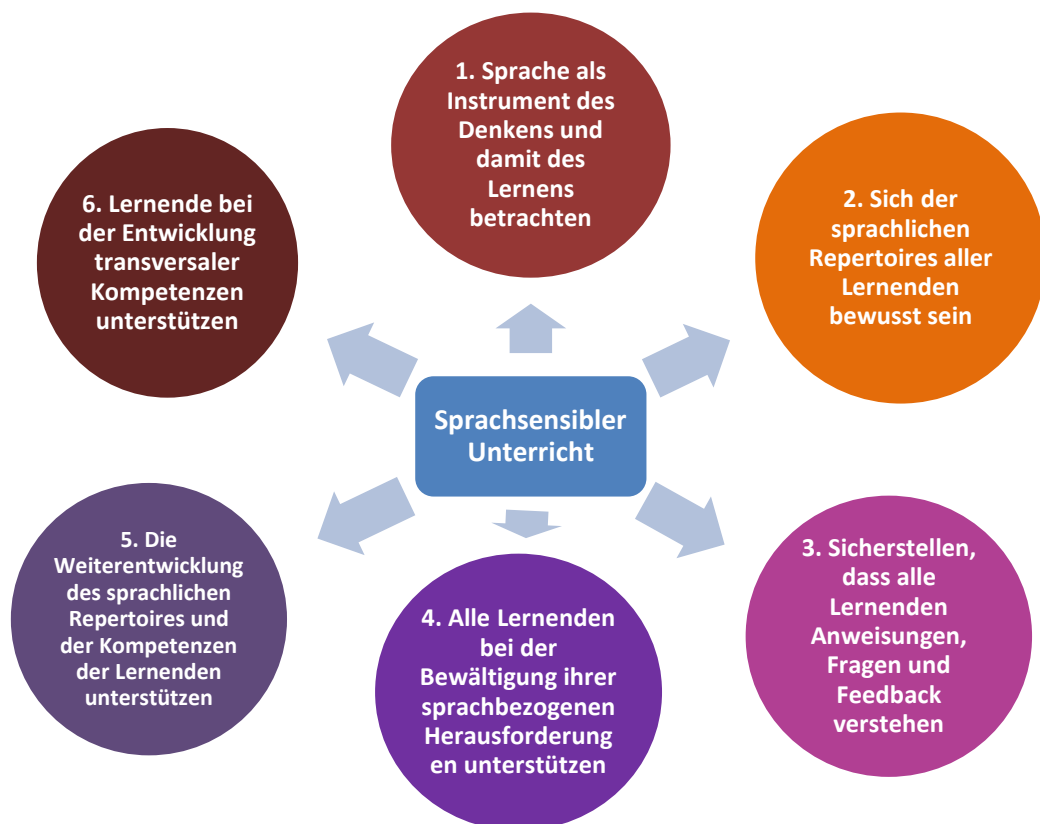 1. Sprache als
Instrument des
Denkens und
damit des
Lernens
betrachten
2. Sich der
sprachlichen
Repertoires aller
Lernenden
bewusst sein
3. Sicherstellen,
dass alle
Lernenden
Anweisungen,
Fragen und
Feedback
verstehen
4. Alle Lernenden
bei der
Bewältigung ihrer
sprachbezogenen
Herausforderung
en unterstützen
5. Die
Weiterentwicklung
des sprachlichen
Repertoires und
der Kompetenzen
der Lernenden
unterstützen
6. Lernende bei
der Entwicklung
transversaler
Kompetenzen
unterstützen
Sprachsensibler
Unterricht